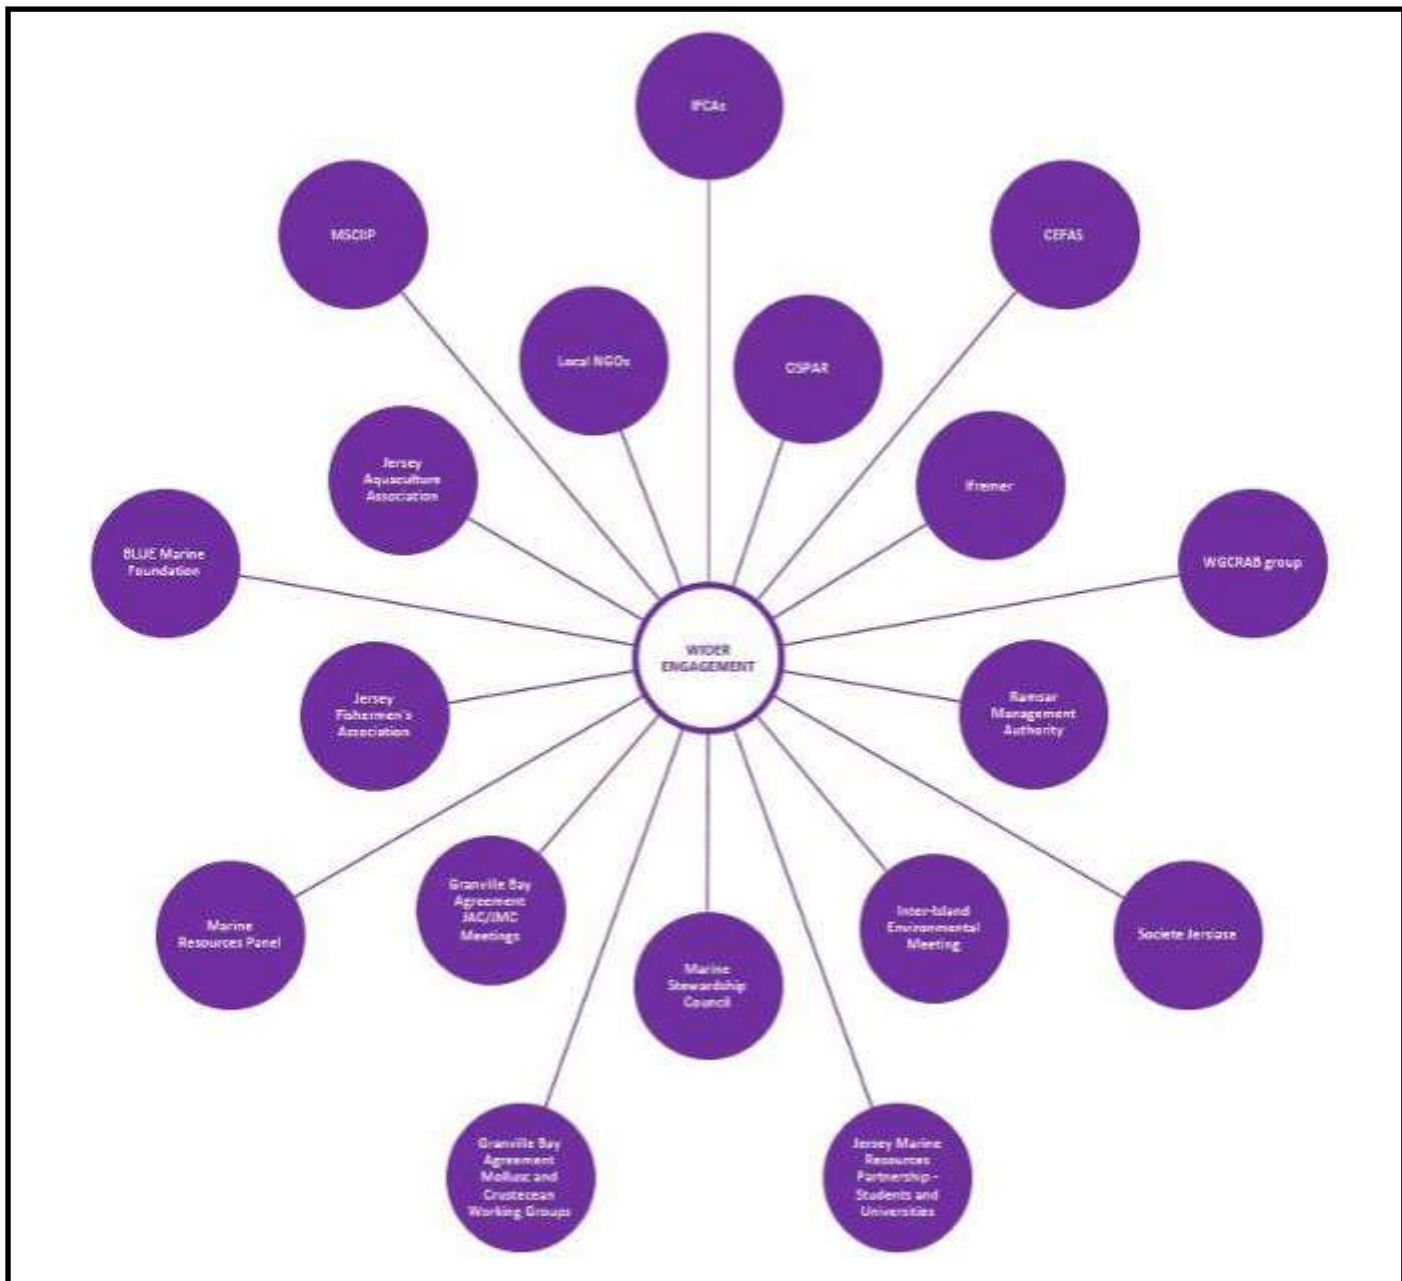 IFCAs
MSCIIP
CEFAS
Local NGOs
OSPAR
Jersey
Aquaculture
Association
Ifremer
BLUE Marine
Foundation
WGCRAB group
WIDER
ENGAGEMENT
Jersey
Fishermen's
Association
Ramsar
Management
Authority
Marine
Resources Panel
Granville Bay
Agreement
JAC/JMC
Meetings
Marine
Stewardship
Council
Inter-Island
Environmental
Meeting
Societe Jersiase
Granville Bay
Agreement
Mollusc and
Crustecean
Working Groups
Jersey Marine
Resources
Partnership -
Students and
Universities